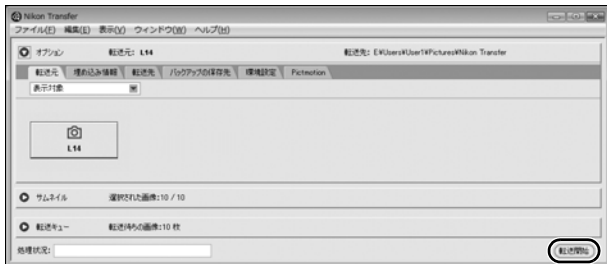 Nikon Transfer
ファイル(F) 編集(E) 表示(V) ウィンドウ(W) ヘルプ(H)
オプション 転送元: L14 転送先: E:¥Users¥User1¥Pictures¥Nikon Transfer
転送元 埋め込み情報 転送先 バックアップの保存先 環境設定 Pictmotion
表示対象
L14
サムネイル 選択された画像:10 / 10
転送キュー 転送待ちの画像:10 枚
処理状況: 転送開始